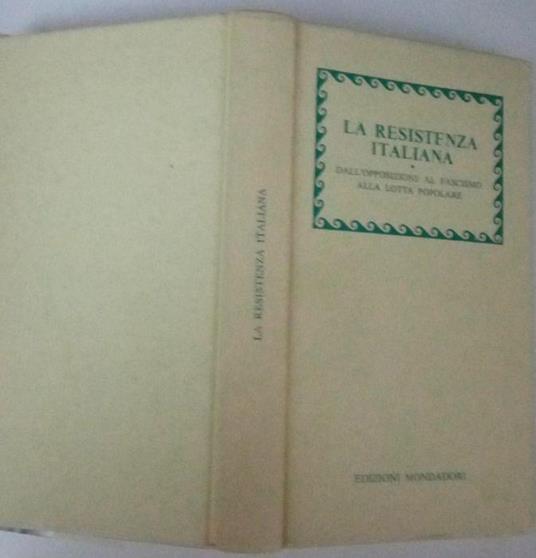 LA RESISTENZA
ITALIANA
DALL'OPPOSIZIONE AL FASCISMO
ALLA LOTTA POPOLARE
EDIZIONI MONDADORI
LA RESISTENZA ITALIANA